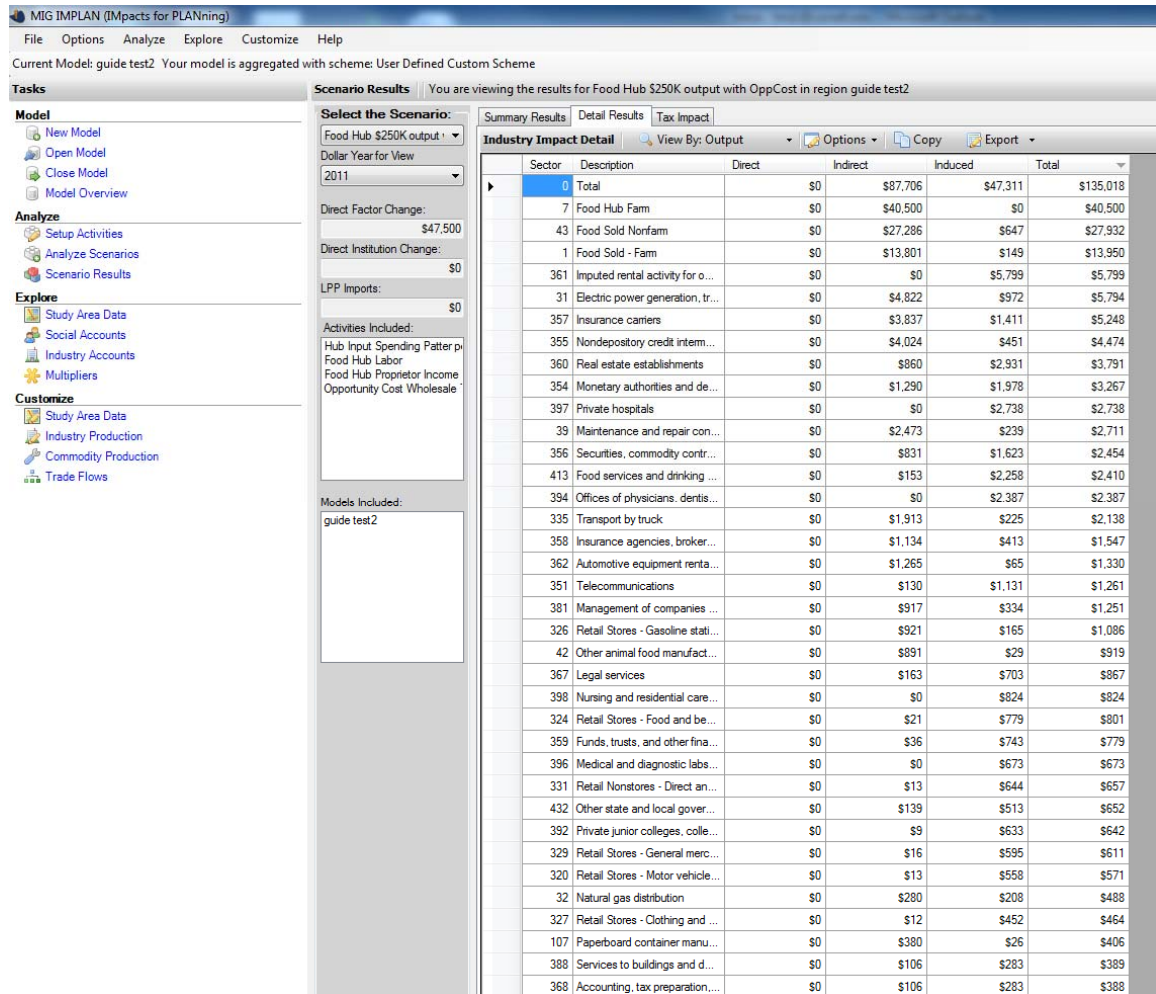 MIG IMPLAN (IMpacts for PLANning)
File Options Analyze Explore Customize Help
Current Model: guide test2 Your model is aggregated with scheme: User Defined Custom Scheme
Tasks
Model
New Model
Open Model
Close Model
Model Overview
Analyze
Setup Activities
Analyze Scenarios
Scenario Results
Explore
Study Area Data
Social Accounts
Industry Accounts
Multipliers
Customize
Study Area Data
Industry Production
Commodity Production
Trade Flows
Scenario Results You are viewing the results for Food Hub $250K output with OppCost in region guide test2
Select the Scenario:
Food Hub $250K output
Dollar Year for View
2011
Direct Factor Change:
$47,500
Direct Institution Change:
$0
LPP Imports:
$0
Activities Included:
Hub Input Spending Patter p
Food Hub Labor
Food Hub Proprietor Income
Opportunity Cost Wholesale
Models Included:
guide test2
Summary Results Detail Results Tax Impact
Industry Impact Detail View By: Output Options Copy Export
Sector Description Direct Indirect Induced Total
0 Total $0 $87,706 $47,311 $135,018
7 Food Hub Farm $0 $40,500 $0 $40,500
43 Food Sold Nonfarm $0 $27,286 $647 $27,932
1 Food Sold - Farm $0 $13,801 $149 $13,950
361 Imputed rental activity for o... $0 $0 $5,799 $5,799
31 Electric power generation, tr... $0 $4,822 $972 $5,794
357 Insurance carriers $0 $3,837 $1,411 $5,248
355 Nondepository credit interm... $0 $4,024 $451 $4,474
360 Real estate establishments $0 $860 $2,931 $3,791
354 Monetary authorities and de... $0 $1,290 $1,978 $3,267
397 Private hospitals $0 $0 $2,738 $2,738
39 Maintenance and repair con... $0 $2,473 $239 $2,711
356 Securities, commodity contr... $0 $831 $1,623 $2,454
413 Food services and drinking ... $0 $153 $2,258 $2,410
394 Offices of physicians. dentis... $0 $0 $2.387 $2.387
335 Transport by truck $0 $1,913 $225 $2,138
358 Insurance agencies, broker... $0 $1,134 $413 $1,547
362 Automotive equipment renta... $0 $1,265 $65 $1,330
351 Telecommunications $0 $130 $1,131 $1,261
381 Management of companies ... $0 $917 $334 $1,251
326 Retail Stores - Gasoline stati... $0 $921 $165 $1,086
42 Other animal food manufact... $0 $891 $29 $919
367 Legal services $0 $163 $703 $867
398 Nursing and residential care... $0 $0 $824 $824
324 Retail Stores - Food and be... $0 $21 $779 $801
359 Funds, trusts, and other fina... $0 $36 $743 $779
396 Medical and diagnostic labs... $0 $0 $673 $673
331 Retail Nonstores - Direct an... $0 $13 $644 $657
432 Other state and local gover... $0 $139 $513 $652
392 Private junior colleges, colle... $0 $9 $633 $642
329 Retail Stores - General merc... $0 $16 $595 $611
320 Retail Stores - Motor vehicle... $0 $13 $558 $571
32 Natural gas distribution $0 $280 $208 $488
327 Retail Stores - Clothing and ... $0 $12 $452 $464
107 Paperboard container manu... $0 $380 $26 $406
388 Services to buildings and d... $0 $106 $283 $389
368 Accounting, tax preparation,... $0 $106 $283 $388